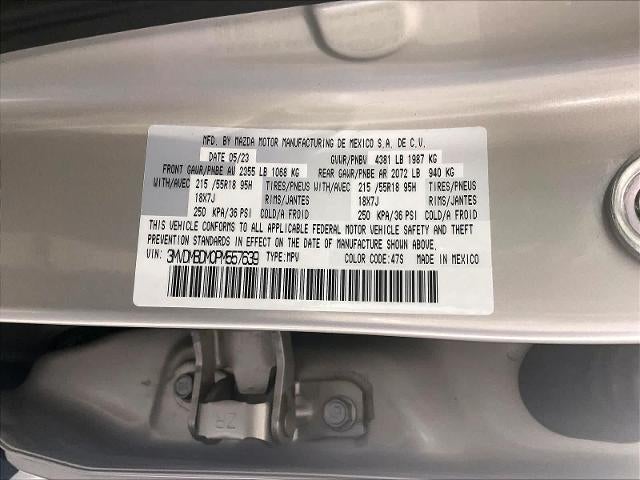 MFD. BY MAZDA MOTOR MANUFACTURING DE MEXICO S.A. DE C.V.
DATE 05/23 GVWR/PNBV 4381 LB 1987 KG
FRONT GAWR/PNBE AV 2355 LB 1068 KG REAR GAWR/PNBE AR 2072 LB 940 KG
WITH/AVEC 215 /55R18 95H TIRES/PNEUS WITH/AVEC 215 /55R18 95H TIRES/PNEUS
18X7J RIMS/JANTES 18X7J RIMS/JANTES
250 KPA/36 PSI COLD/A FROID 250 KPA/36 PSI COLD/A FROID
THIS VEHICLE CONFORMS TO ALL APPLICABLE FEDERAL MOTOR VEHICLE SAFETY AND THEFT
PREVENTION STANDARDS IN EFFECT ON THE DATE OF MANUFACTURE SHOWN ABOVE.
VIN: 3MVDMBDM0PM557639 TYPE:MPV COLOR CODE:47S MADE IN MEXICO
ZR